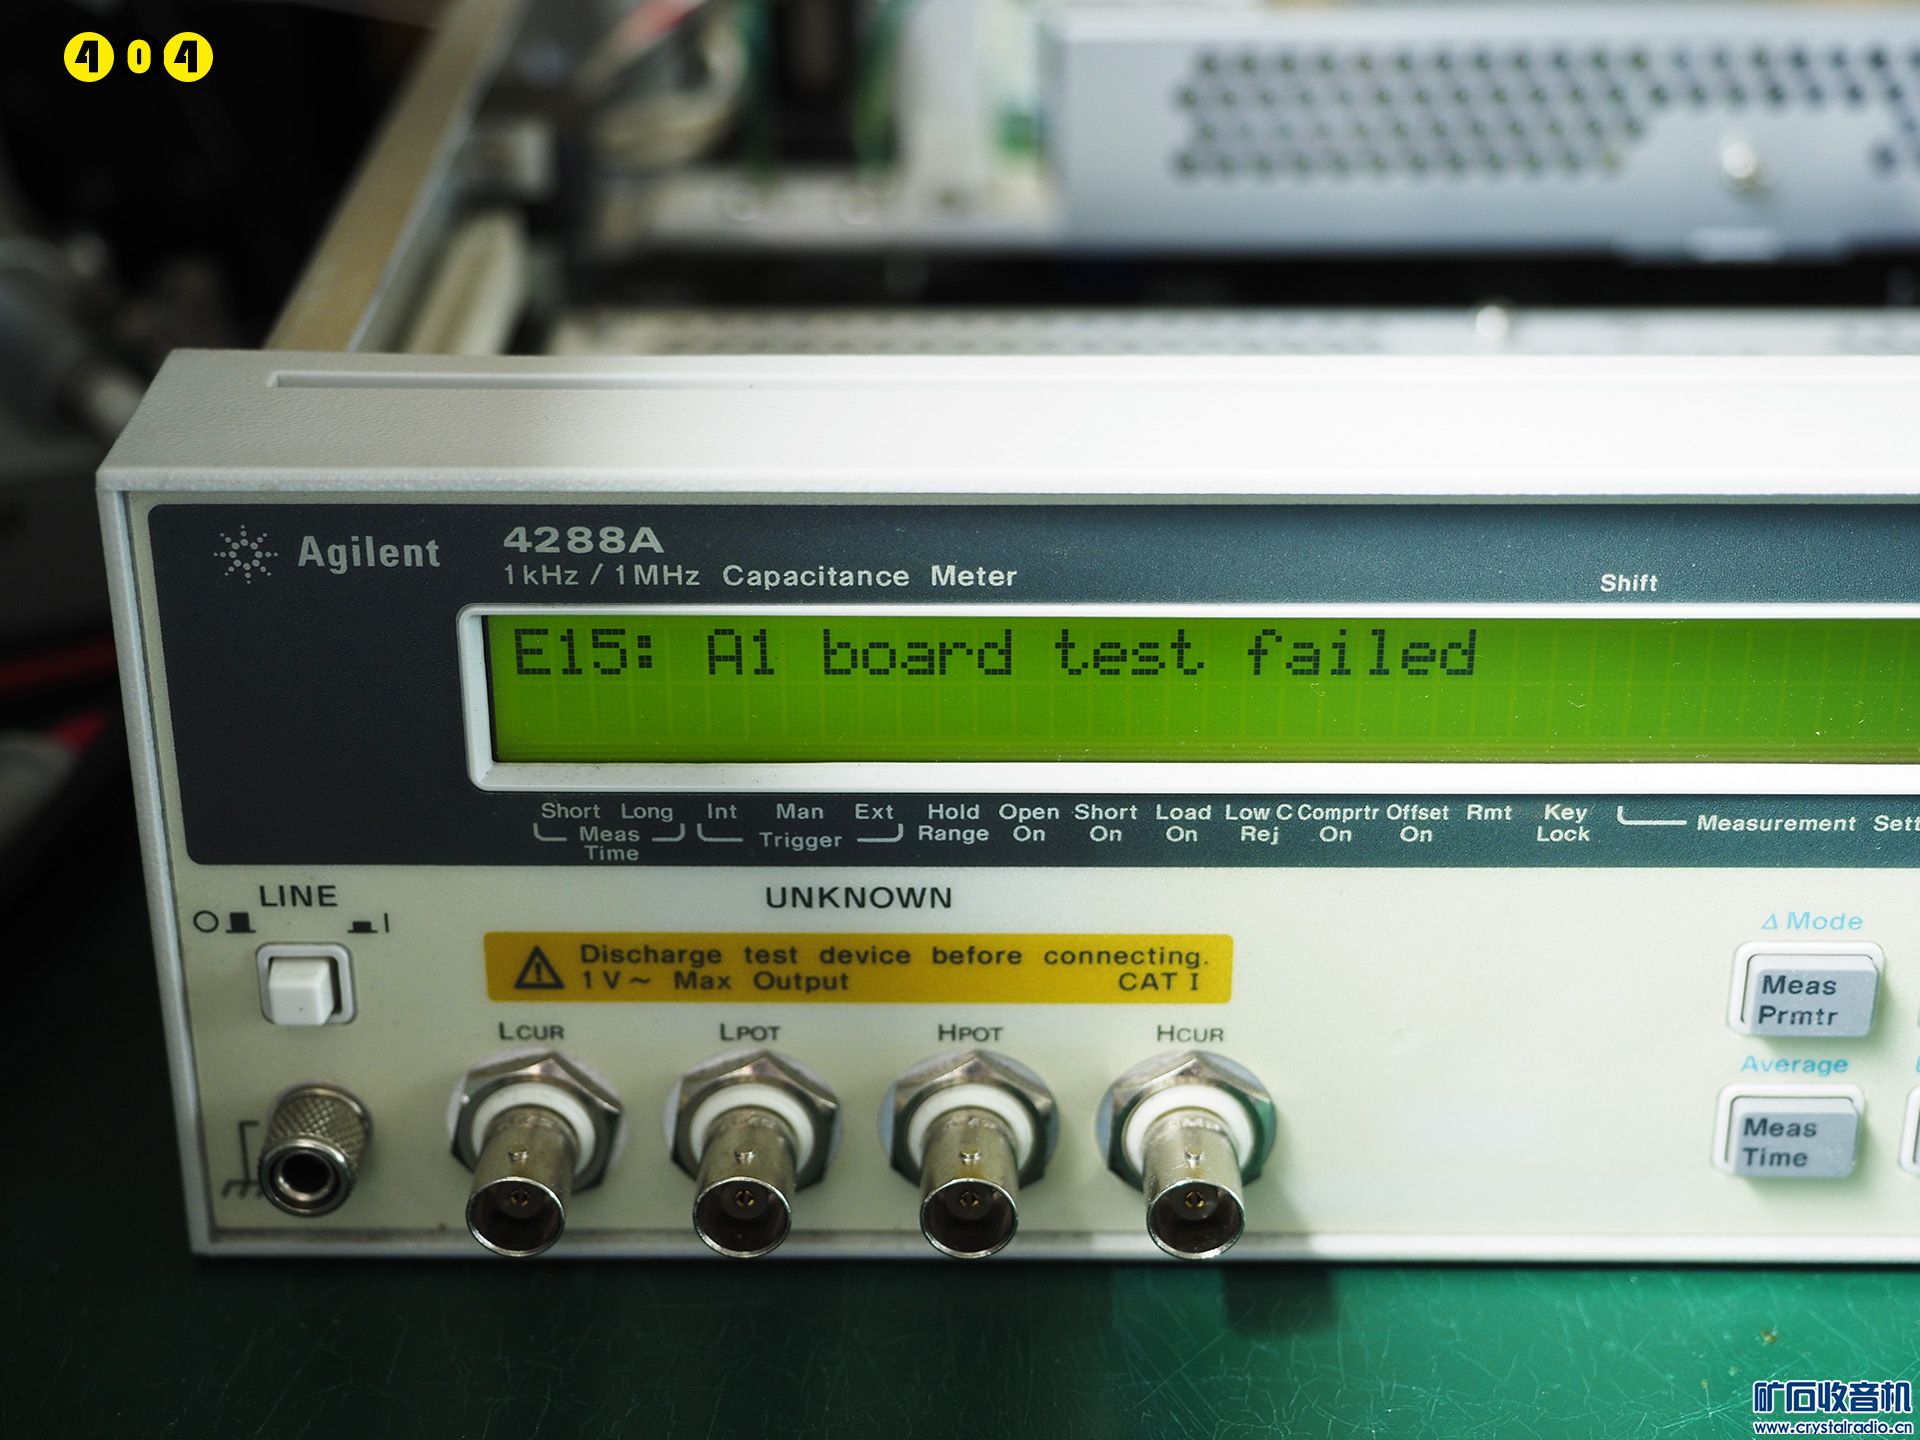 404
Agilent
4288A
1kHz / 1MHz Capacitance Meter
Shift
E15: A1 board test failed
Short Long
Meas
Time
Int Man Ext
Trigger
Hold
Range
Open
On
Short
On
Load
On
Low C
Rej
Comprtr
On
Offset
On
Rmt
Key
Lock
Measurement
LINE
UNKNOWN
Discharge test device before connecting.
1V~ Max Output CAT I
LCUR LPOT HPOT HCUR
Δ Mode
Meas
Prmtr
Average
Meas
Time
矿石收音机
www.crystalradio.cn